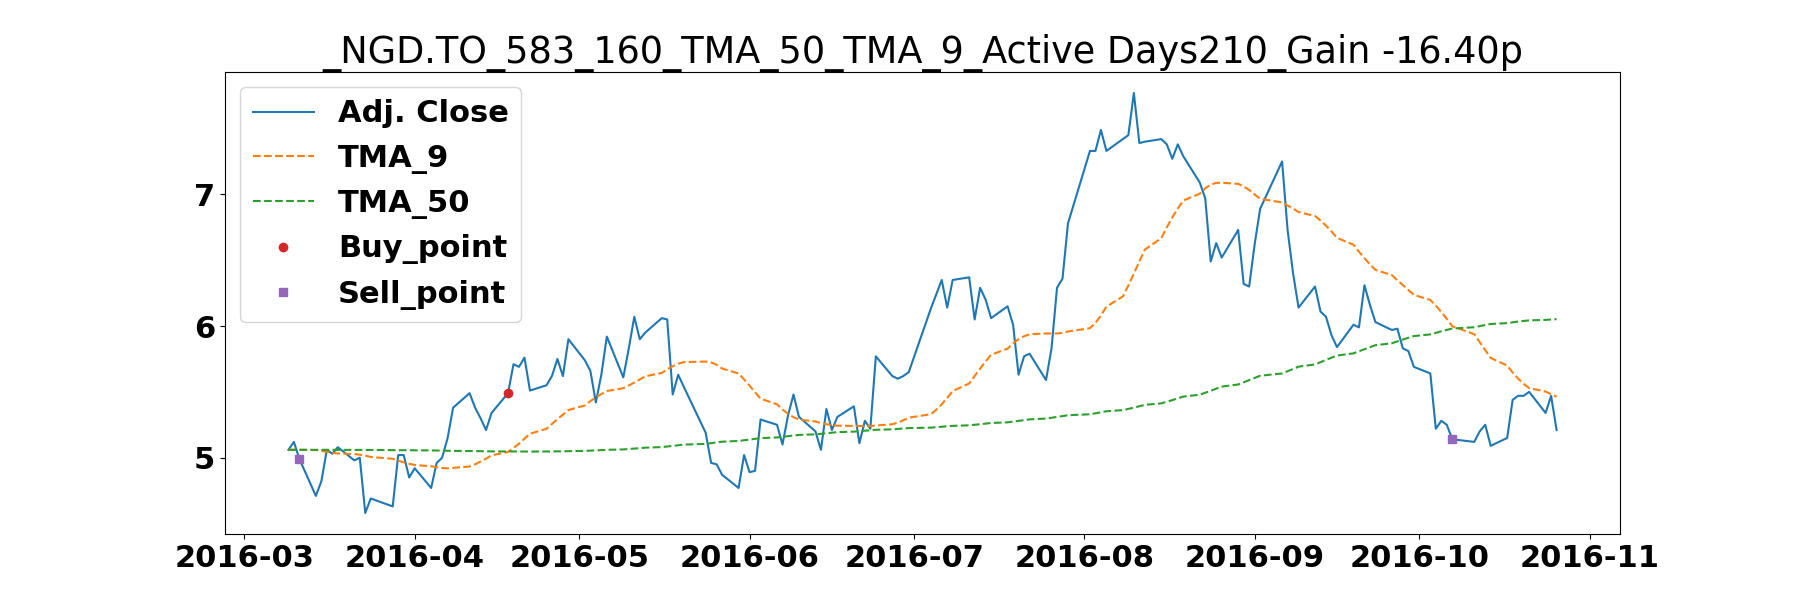 _NGD.TO_583_160_TMA_50_TMA_9_Active Days210_Gain -16.40p
Adj. Close
TMA_9
TMA_50
Buy_point
Sell_point
7
6
5
2016-03 2016-04 2016-05 2016-06 2016-07 2016-08 2016-09 2016-10 2016-11